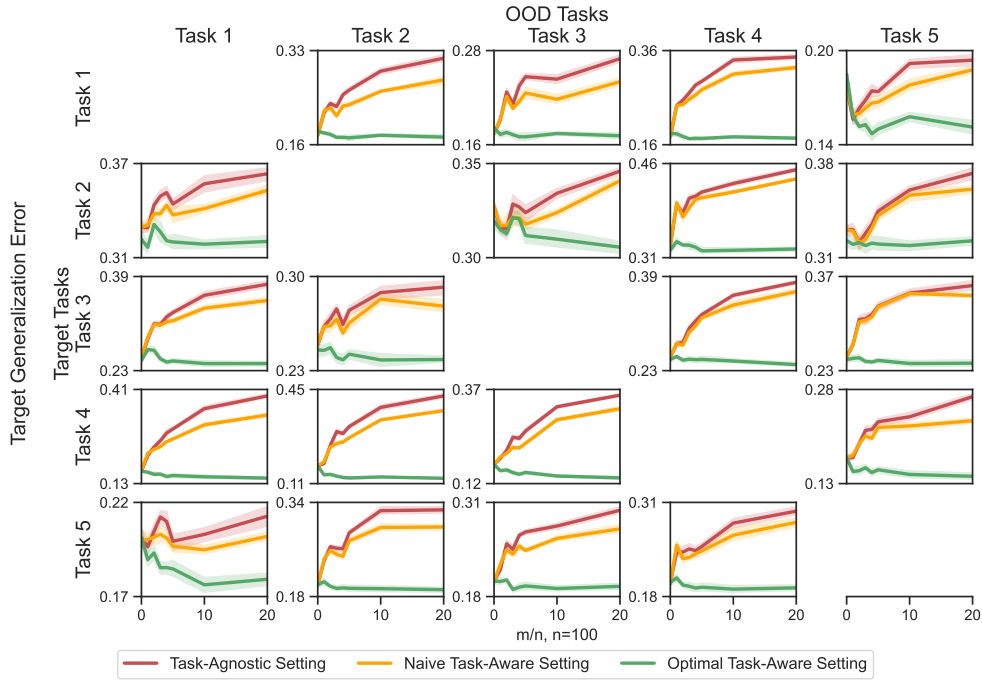 OOD Tasks
Task 1 Task 2 Task 3 Task 4 Task 5
Target Generalization Error
Target Tasks
Task 1
0.33 0.28 0.36 0.20
0.16 0.16 0.16 0.14
Task 2
0.37 0.35 0.46 0.38
0.31 0.30 0.31 0.31
Task 3
0.39 0.30 0.39 0.37
0.23 0.23 0.23 0.23
Task 4
0.41 0.45 0.37 0.28
0.13 0.11 0.12 0.13
Task 5
0.22 0.34 0.31 0.31
0.17 0.18 0.18 0.18
0 10 20 0 10 20 0 10 20 0 10 20 0 10 20
m/n, n=100
Task-Agnostic Setting Naive Task-Aware Setting Optimal Task-Aware Setting